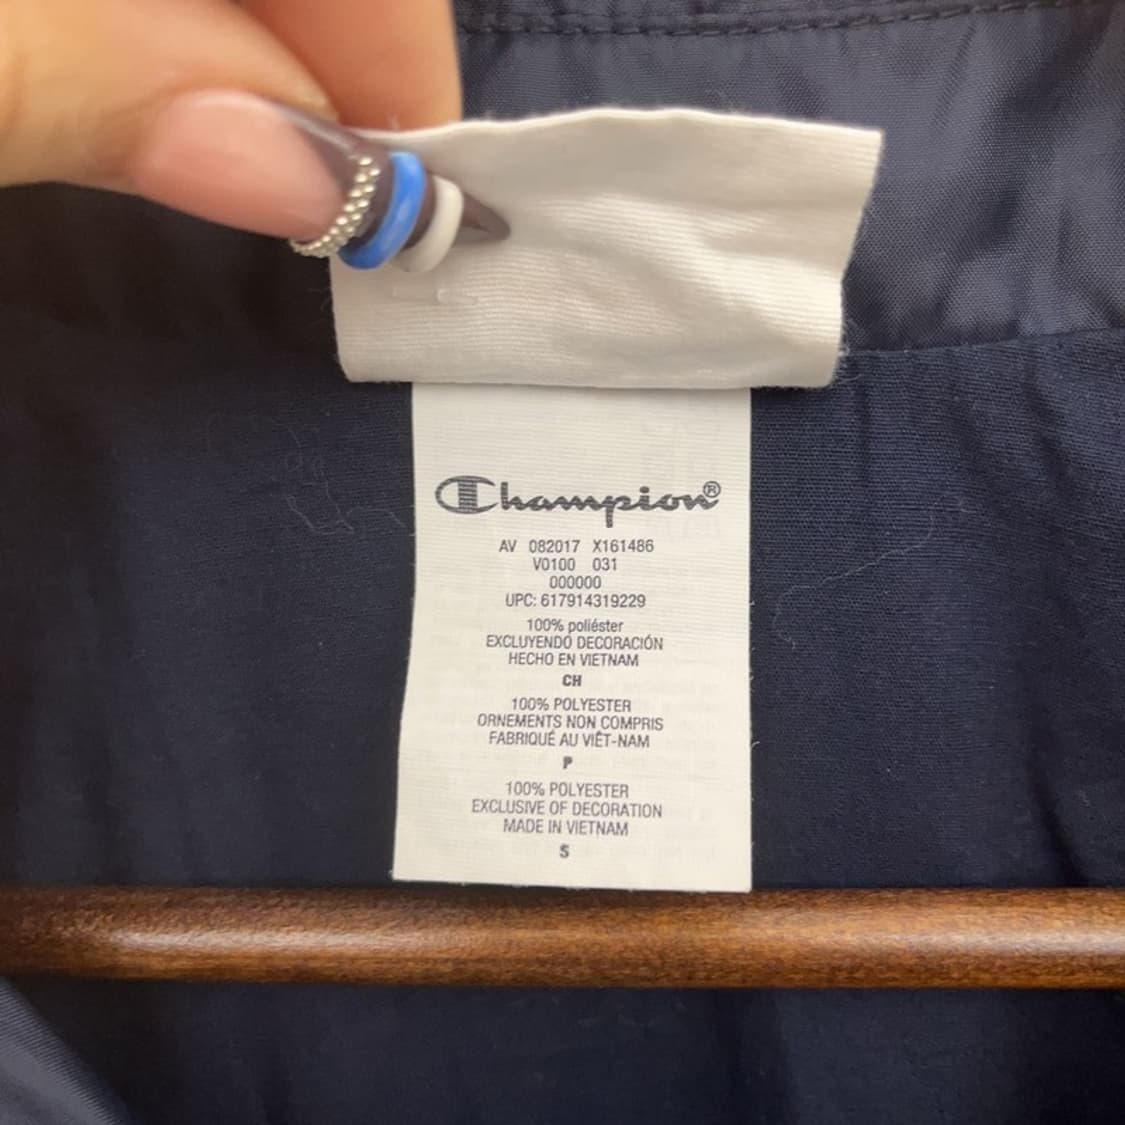 Champion®
AV 082017 X161486
V0100 031
000000
UPC: 617914319229
100% poliéster
EXCLUYENDO DECORACIÓN
HECHO EN VIETNAM
CH
100% POLYESTER
ORNEMENTS NON COMPRIS
FABRIQUÉ AU VIÊT-NAM
P
100% POLYESTER
EXCLUSIVE OF DECORATION
MADE IN VIETNAM
S